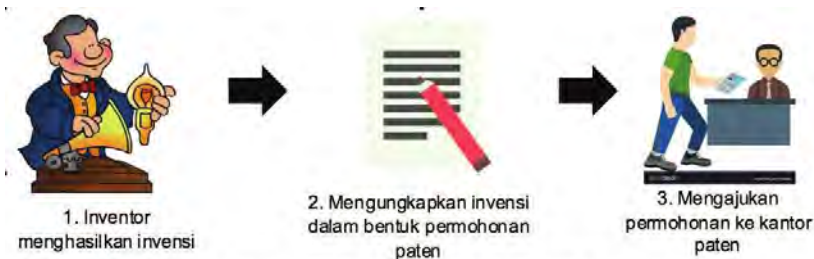 1. Inventor
menghasilkan invensi
2. Mengungkapkan invensi
dalam bentuk permohonan
paten
3. Mengajukan
permohonan ke kantor
paten